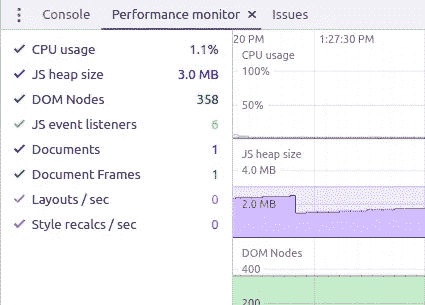 Console
Performance monitor ×
Issues
CPU usage 1.1%
JS heap size 3.0 MB
DOM Nodes 358
JS event listeners 6
Documents 1
Document Frames 1
Layouts / sec 0
Style recalcs / sec 0
20 PM
1:27:30 PM
CPU usage
100%
50%
JS heap size
4.0 MB
2.0 MB
DOM Nodes
400
200